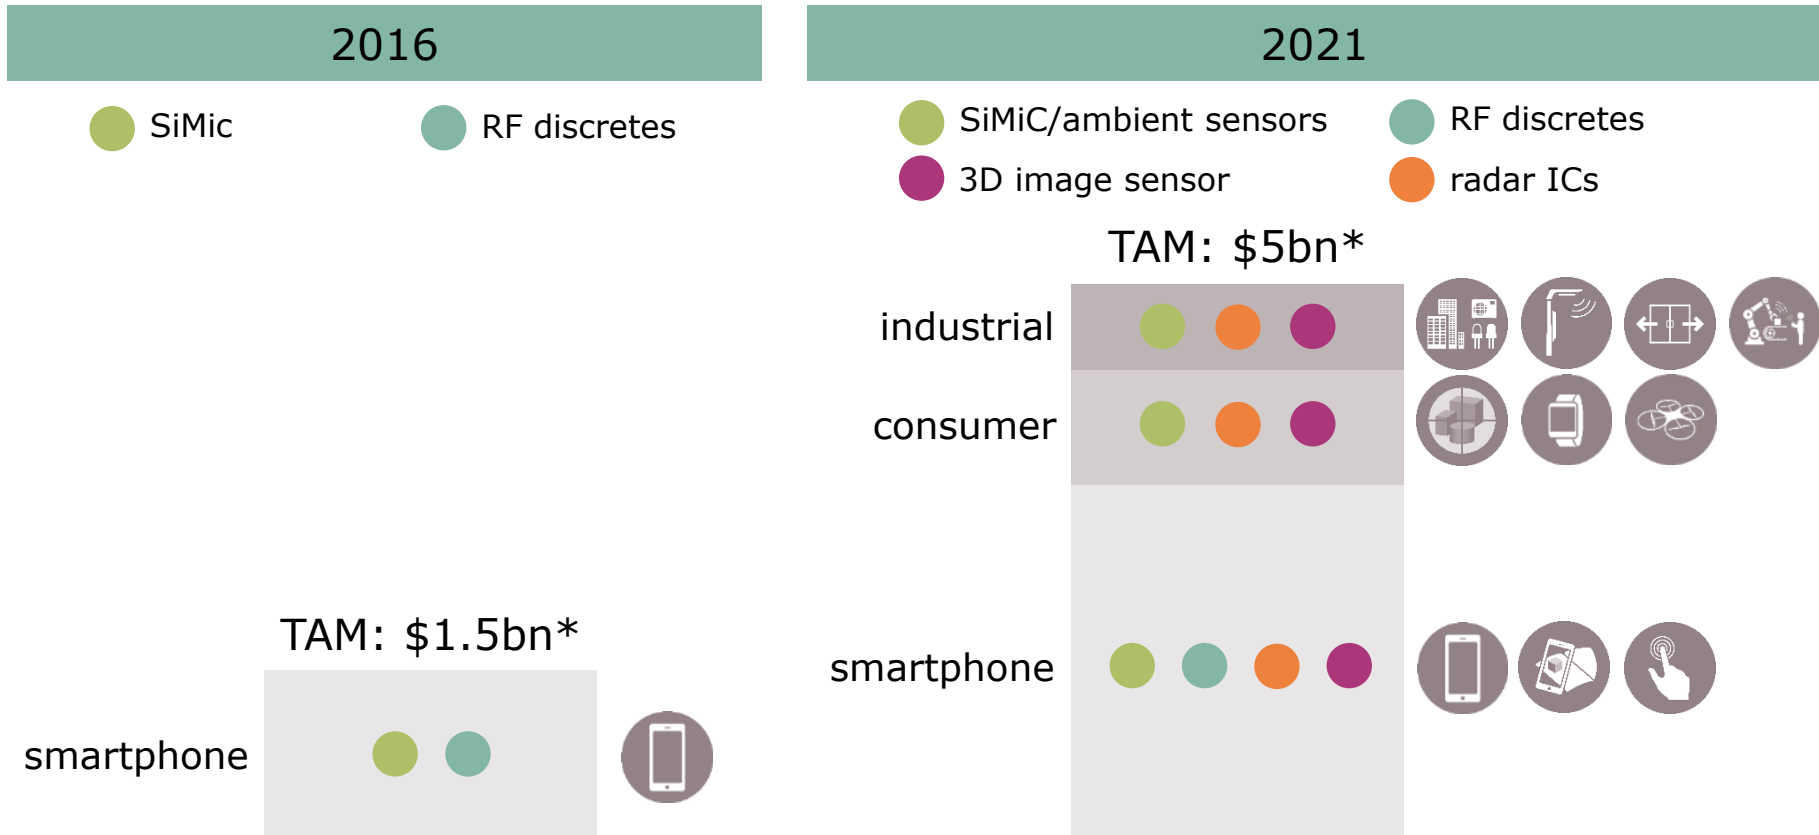 2016
SiMic
RF discretes
TAM: $1.5bn*
smartphone
2021
SiMiC/ambient sensors
RF discretes
3D image sensor
radar ICs
TAM: $5bn*
industrial
consumer
smartphone